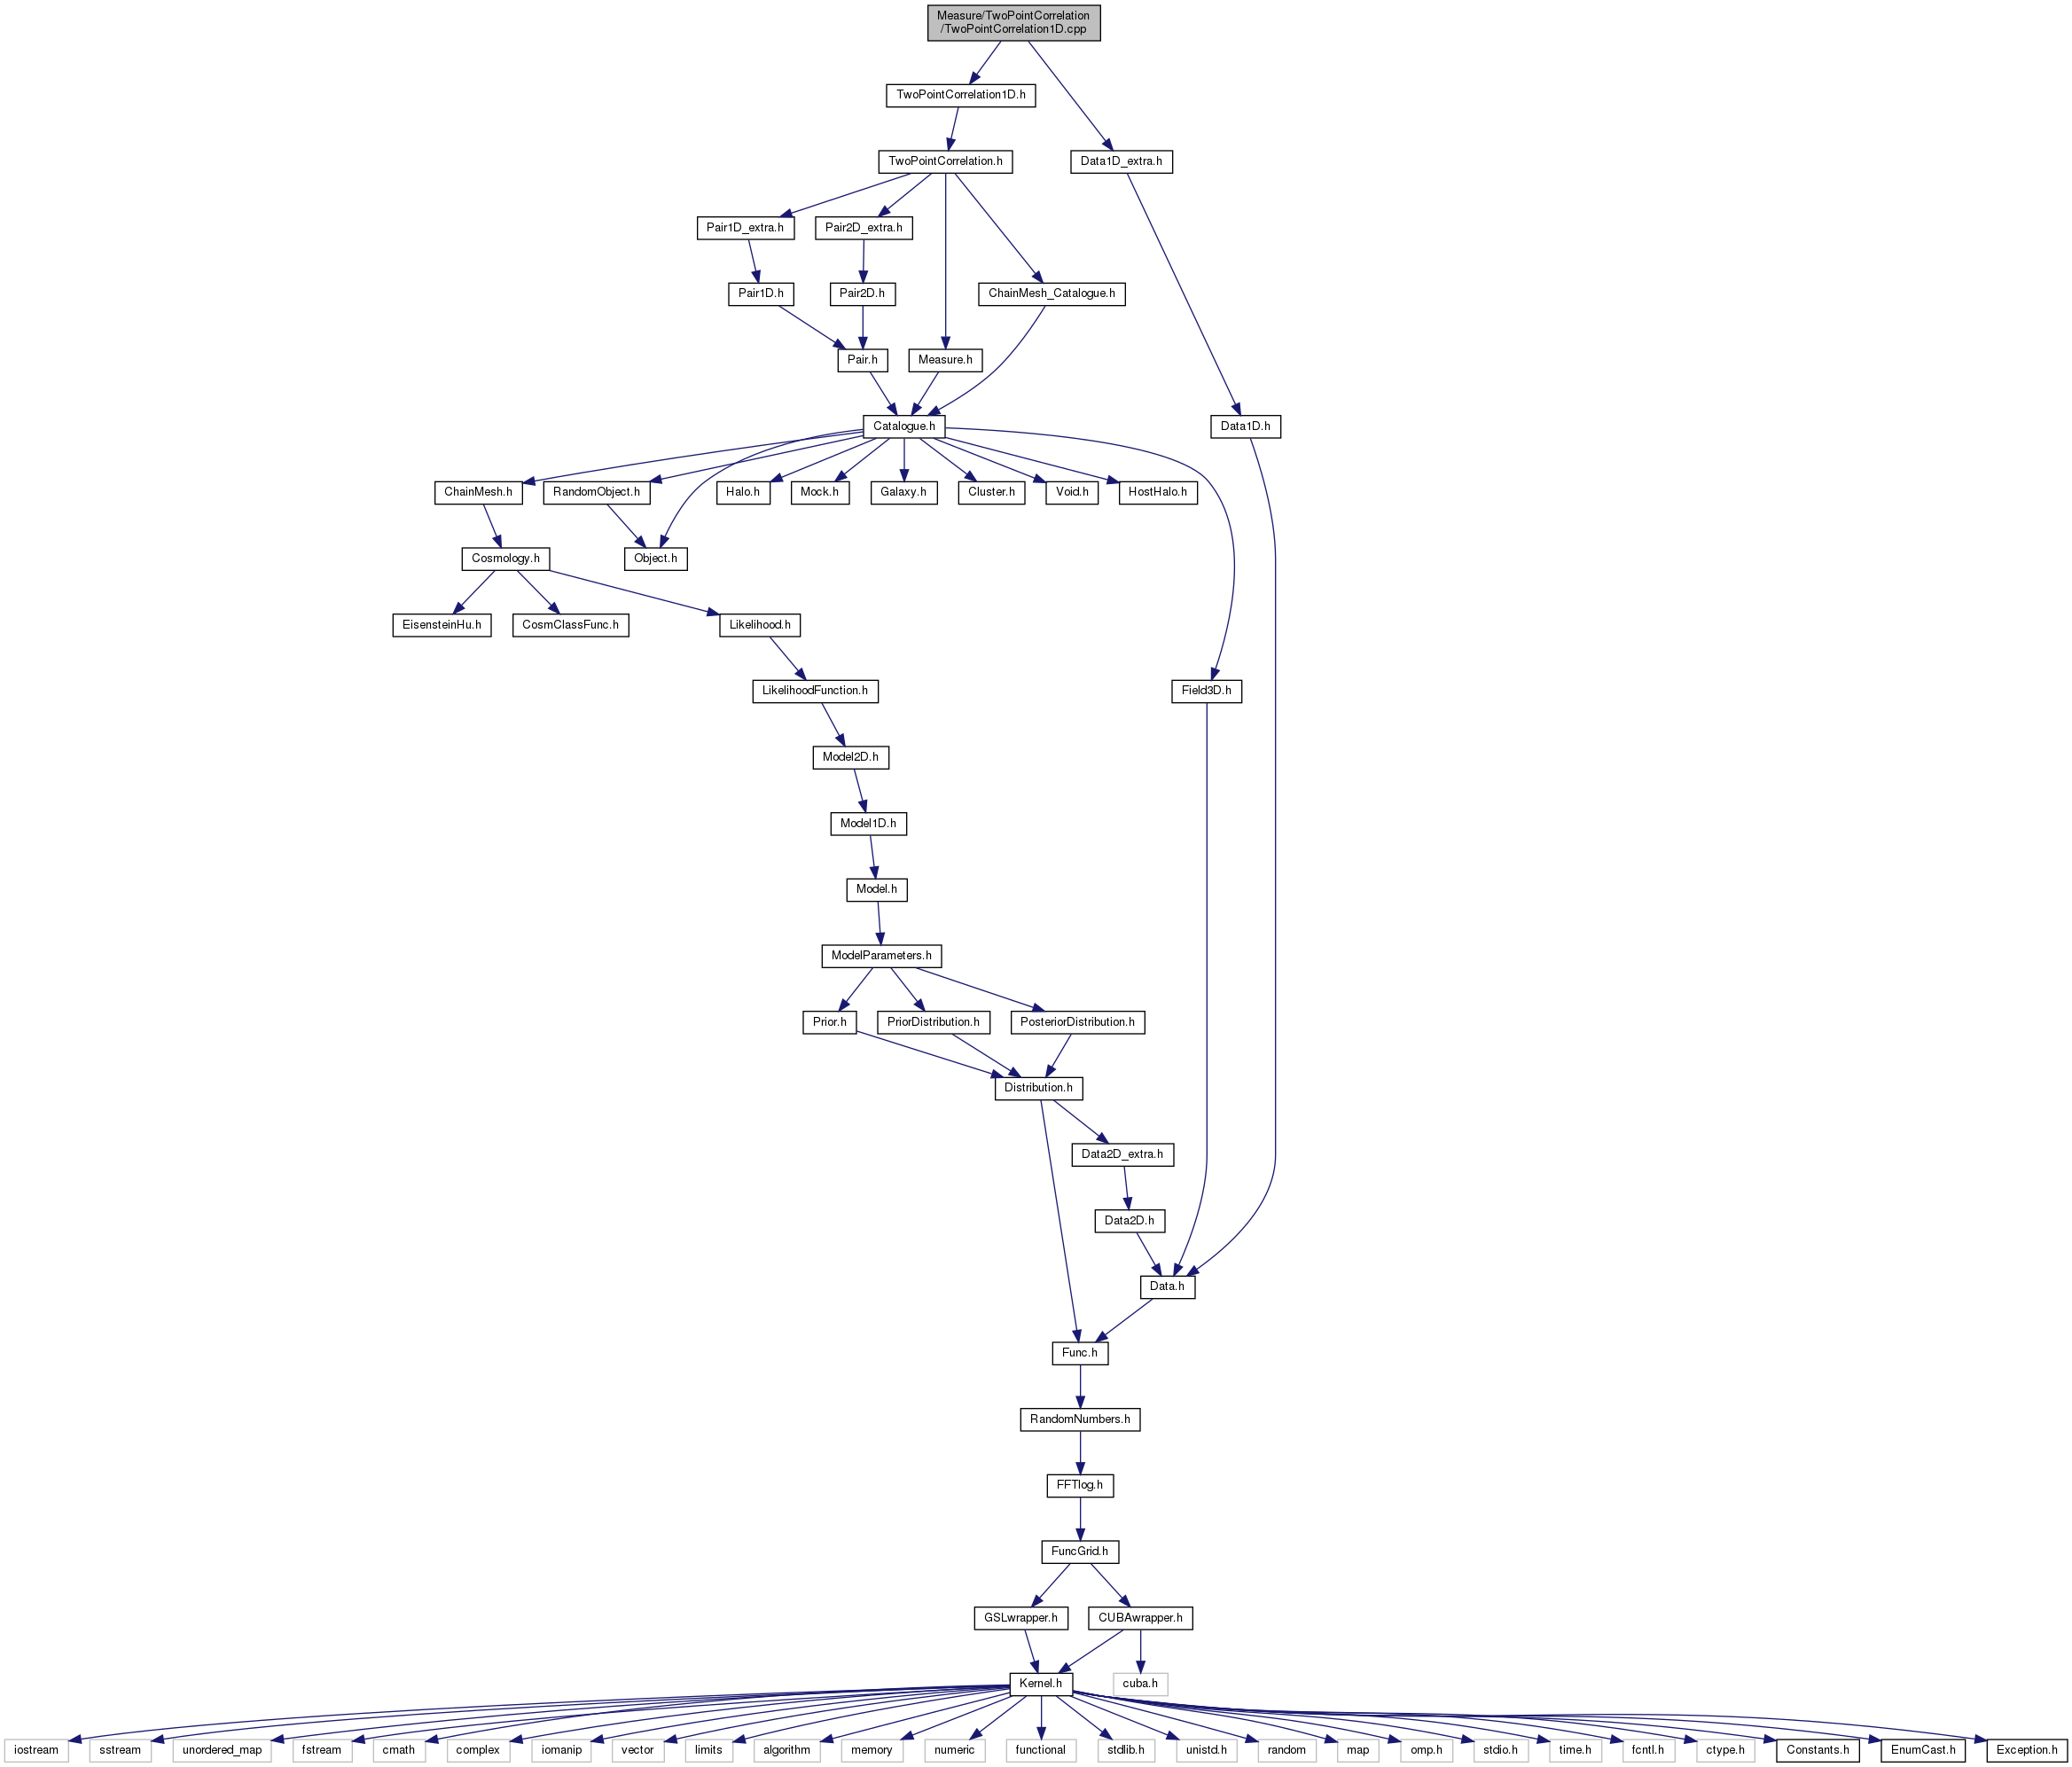 Measure/TwoPointCorrelation
/TwoPointCorrelation1D.cpp
TwoPointCorrelation1D.h
TwoPointCorrelation.h
Data1D_extra.h
Pair1D_extra.h
Pair2D_extra.h
Pair1D.h
Pair2D.h
ChainMesh_Catalogue.h
Pair.h
Measure.h
Catalogue.h
Data1D.h
ChainMesh.h
RandomObject.h
Halo.h
Mock.h
Galaxy.h
Cluster.h
Void.h
HostHalo.h
Cosmology.h
Object.h
EisensteinHu.h
CosmClassFunc.h
Likelihood.h
LikelihoodFunction.h
Field3D.h
Model2D.h
Model1D.h
Model.h
ModelParameters.h
Prior.h
PriorDistribution.h
PosteriorDistribution.h
Distribution.h
Data2D_extra.h
Data2D.h
Data.h
Func.h
RandomNumbers.h
FFTlog.h
FuncGrid.h
GSLwrapper.h
CUBAwrapper.h
Kernel.h
cuba.h
iostream
sstream
unordered_map
fstream
cmath
complex
iomanip
vector
limits
algorithm
memory
numeric
functional
stdlib.h
unistd.h
random
map
omp.h
stdio.h
time.h
fcntl.h
ctype.h
Constants.h
EnumCast.h
Exception.h